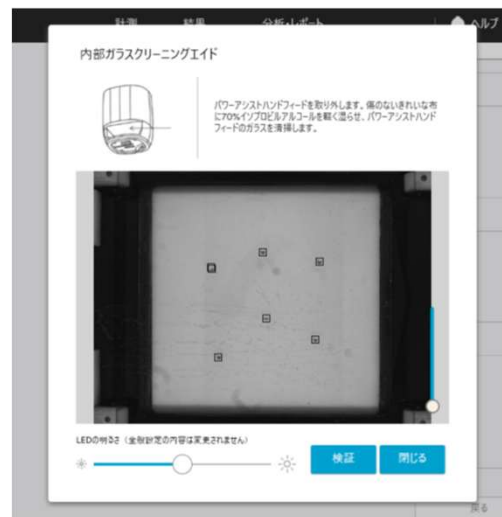 計測 結果 分析・レポート ヘルプ
内部ガラスクリーニングエイド
パワーアシストハンドフィードを取り外します。傷のないきれいな布
に70%イソプロピルアルコールを軽く湿らせ、パワーアシストハンド
フィードのガラスを清掃します。
LEDの明るさ（全般設定の内容は変更されません）
検証 閉じる
戻る